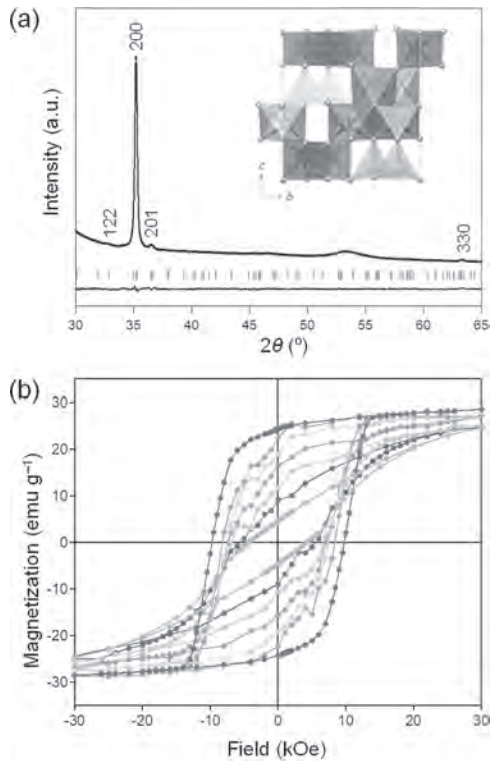 (a)
200
122
201
330
c
b
Intensity (a.u.)
30 35 40 45 50 55 60 65
2θ (°)
(b)
30
20
10
0
-10
-20
-30
Magnetization (emu g⁻¹)
-30 -20 -10 0 10 20 30
Field (kOe)